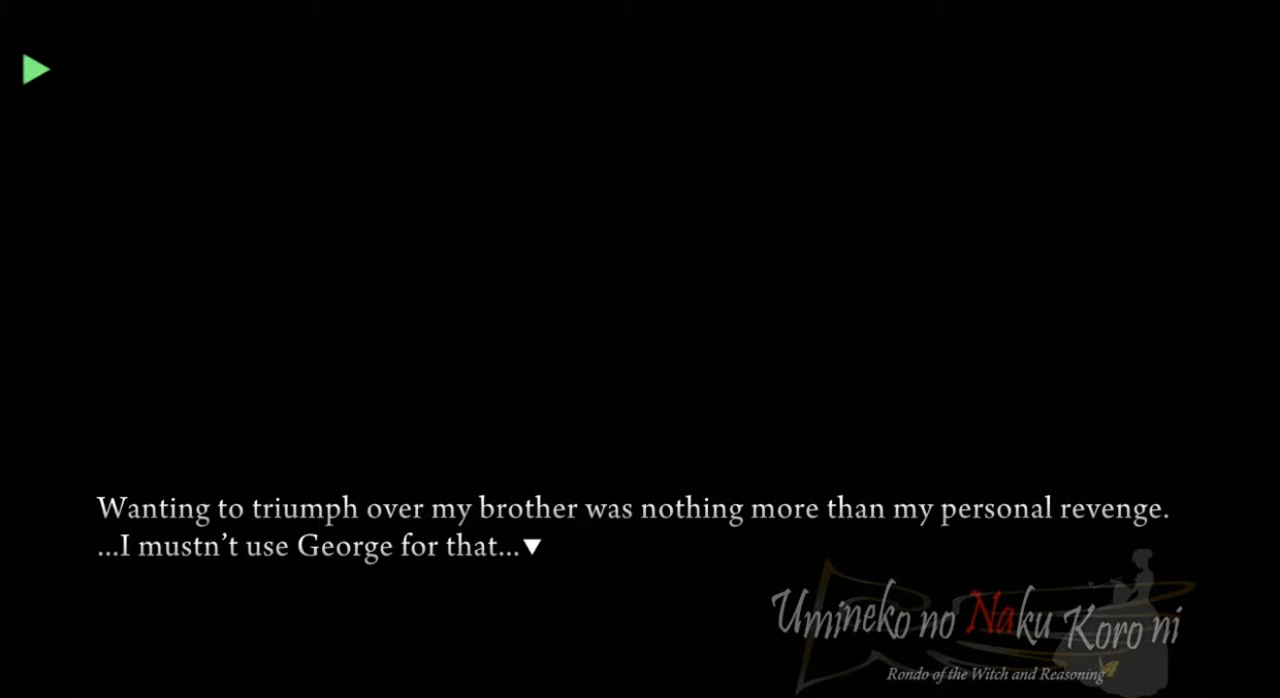 Wanting to triumph over my brother was nothing more than my personal revenge.
...I mustn't use George for that...
Umineko no Naku Koro ni
Rondo of the Witch and Reasoning